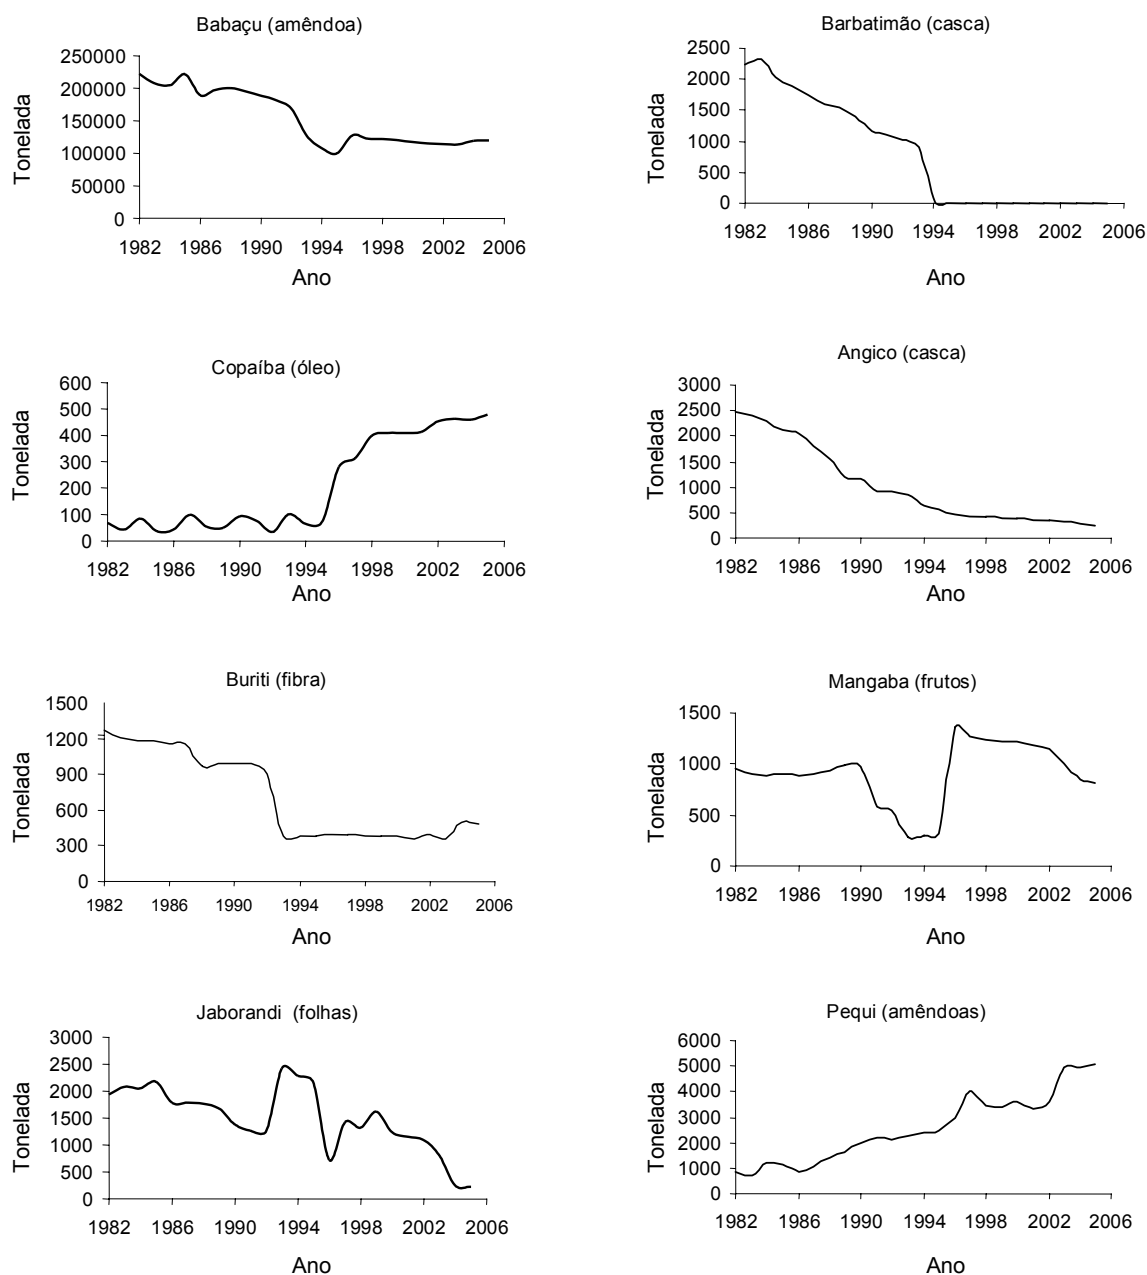 Babaçu (amêndoa)
250000
200000
150000
100000
50000
0
Tonelada
1982 1986 1990 1994 1998 2002 2006
Ano
Barbatimão (casca)
2500
2000
1500
1000
500
0
Tonelada
1982 1986 1990 1994 1998 2002 2006
Ano
Copaíba (óleo)
600
500
400
300
200
100
0
Tonelada
1982 1986 1990 1994 1998 2002 2006
Ano
Angico (casca)
3000
2500
2000
1500
1000
500
0
Tonelada
1982 1986 1990 1994 1998 2002 2006
Ano
Buriti (fibra)
1500
1200
900
600
300
0
Tonelada
1982 1986 1990 1994 1998 2002 2006
Ano
Mangaba (frutos)
1500
1000
500
0
Tonelada
1982 1986 1990 1994 1998 2002 2006
Ano
Jaborandi (folhas)
3000
2500
2000
1500
1000
500
0
Tonelada
1982 1986 1990 1994 1998 2002 2006
Ano
Pequi (amêndoas)
6000
5000
4000
3000
2000
1000
0
Tonelada
1982 1986 1990 1994 1998 2002 2006
Ano